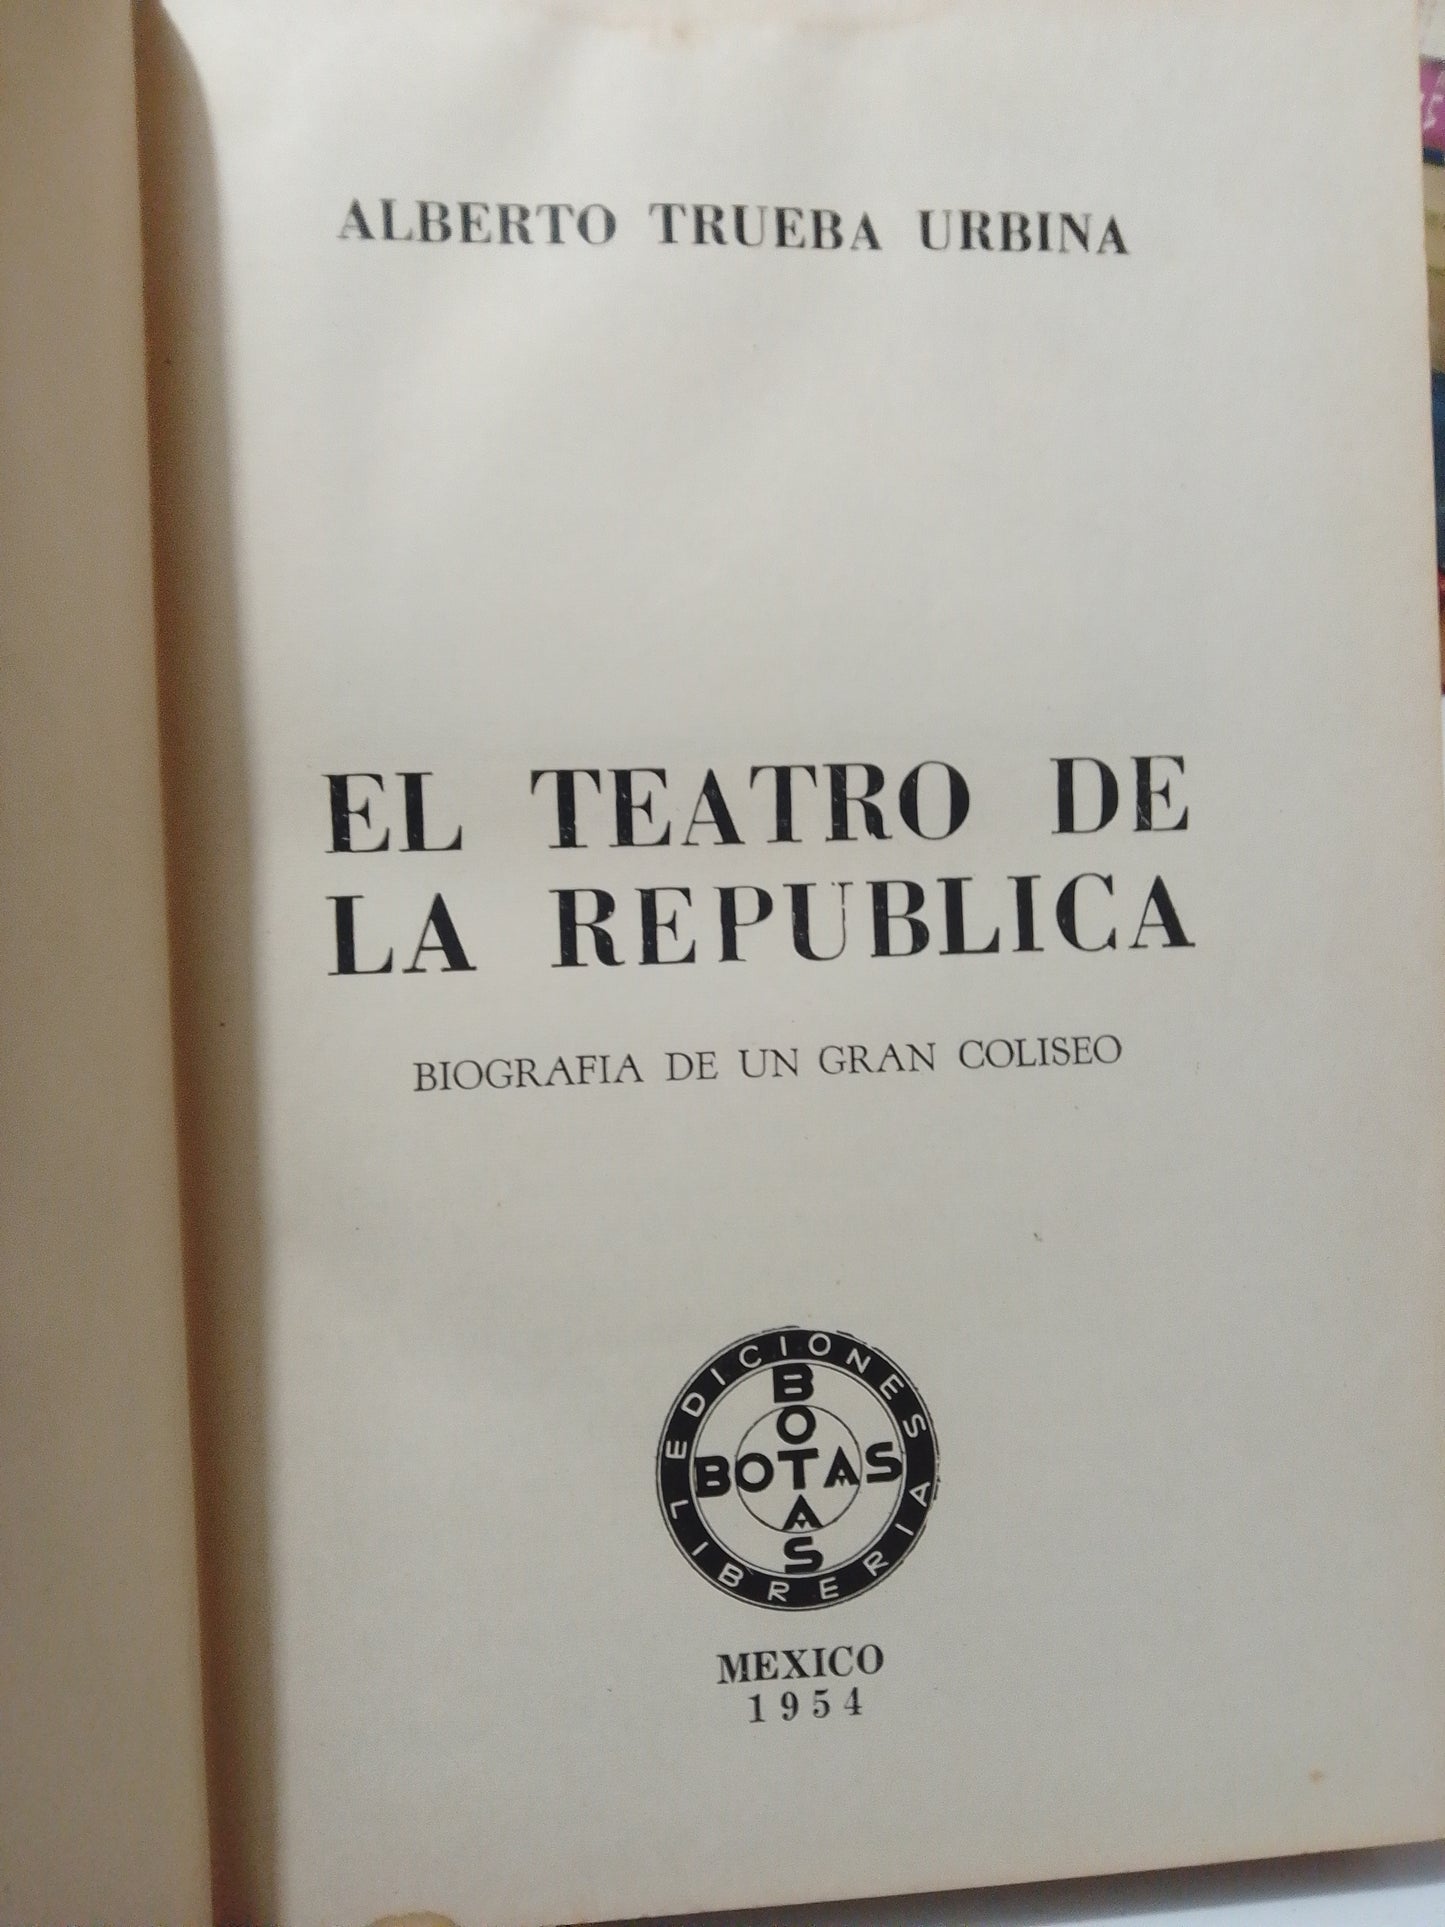 ALBERTO TRUEBA URBINA
EL TEATRO DE
LA REPUBLICA
BIOGRAFIA DE UN GRAN COLISEO
EDICIONES
BOTAS
BOTAS
LIBRERIA
MEXICO
1954